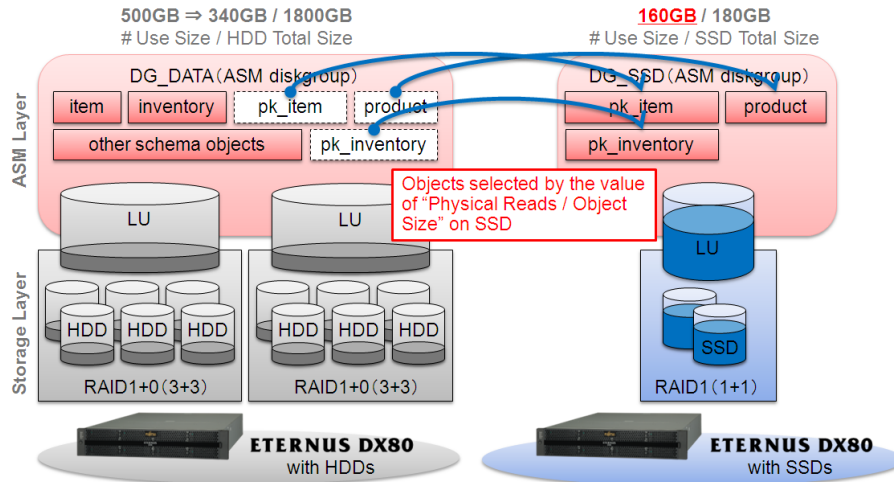 500GB ⇒ 340GB / 1800GB
# Use Size / HDD Total Size
160GB / 180GB
# Use Size / SSD Total Size
ASM Layer
DG_DATA(ASM diskgroup)
item
inventory
pk_item
product
other schema objects
pk_inventory
DG_SSD(ASM diskgroup)
pk_item
product
pk_inventory
Objects selected by the value
of “Physical Reads / Object
Size” on SSD
LU
LU
LU
Storage Layer
HDD
HDD
HDD
RAID1+0(3+3)
HDD
HDD
HDD
RAID1+0(3+3)
SSD
RAID1(1+1)
ETERNUS DX80
with HDDs
ETERNUS DX80
with SSDs